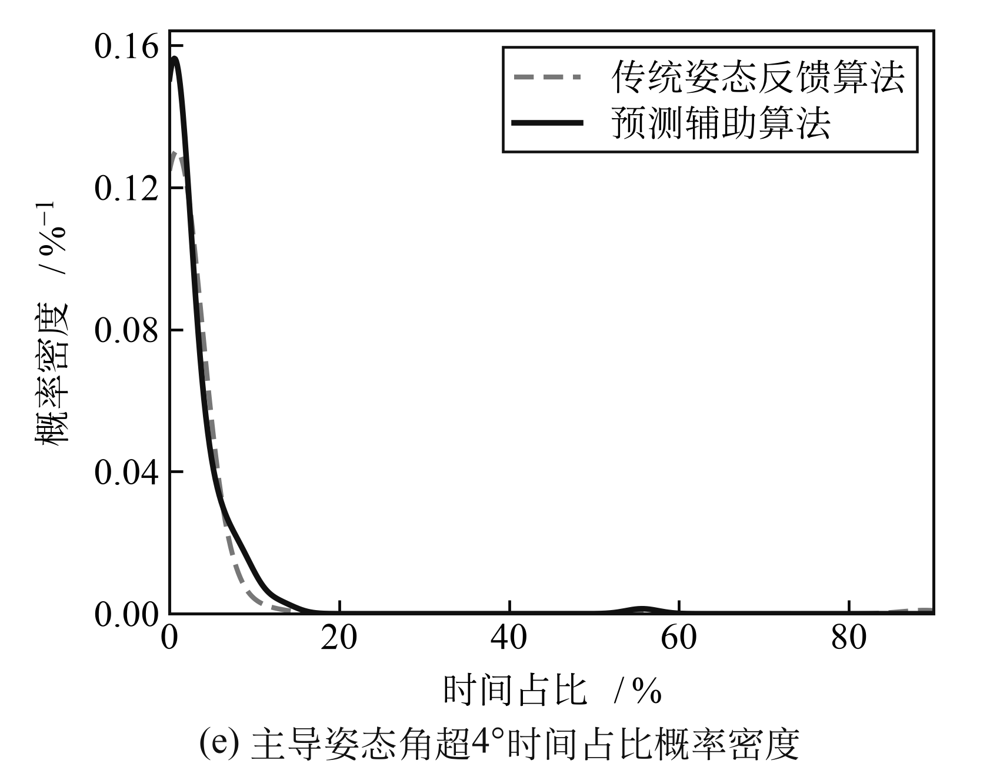 0.16
0.12
0.08
0.04
0.00
概率密度 /%⁻¹
传统姿态反馈算法
预测辅助算法
0 20 40 60 80
时间占比 /%
(e) 主导姿态角超4°时间占比概率密度